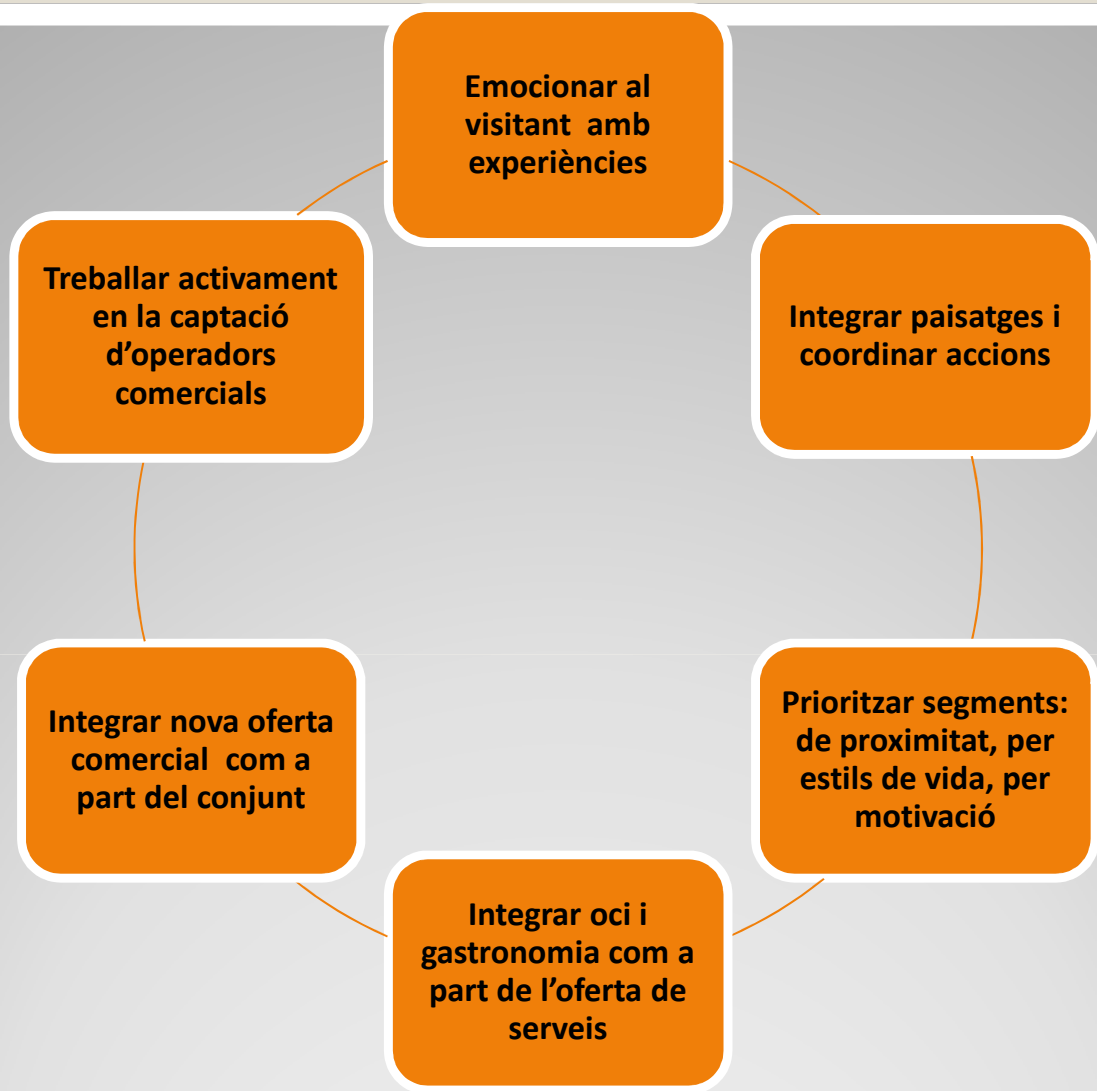 Emocionar al
visitant  amb
experiències
Integrar paisatges i
coordinar accions
Prioritzar segments:
de proximitat, per
estils de vida, per
motivació
Integrar oci i
gastronomia com a
part de l’oferta de
serveis
Integrar nova oferta
comercial  com a
part del conjunt
Treballar activament
en la captació
d’operadors
comercials